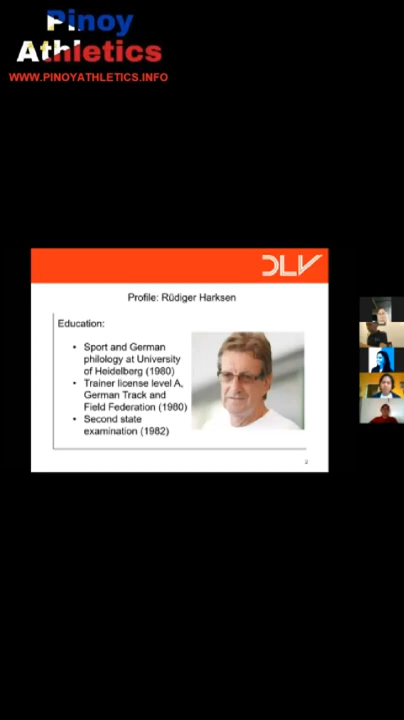 Pinoy
Athletics
WWW.PINOYATHLETICS.INFO
DLV
Profile: Rüdiger Harksen
Education:
• Sport and German
philology at University
of Heidelberg (1980)
• Trainer license level A,
German Track and
Field Federation (1980)
• Second state
examination (1982)
2